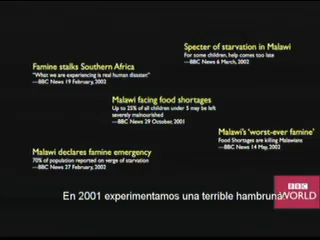 Specter of starvation in Malawi
For some children, help comes too late
—BBC News 6 March, 2002
Famine stalks Southern Africa
"What we are experiencing is real human disaster"
—BBC News 19 February, 2002
Malawi facing food shortages
Up to 25% of all children under 5 may be left
severely malnourished
—BBC News 29 October, 2001
Malawi's 'worst-ever famine'
Food Shortages are killing Malawians
—BBC News 14 May, 2002
Malawi declares famine emergency
70% of population reported on verge of starvation
—BBC News 27 February, 2002
En 2001 experimentamos una terrible hambruna.
BBC
WORLD